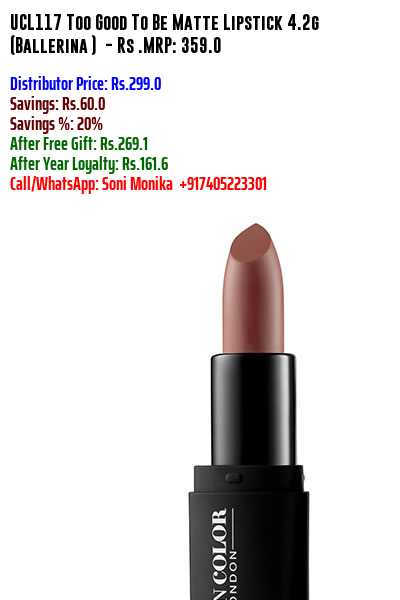 UCL117 Too Good To Be Matte Lipstick 4.2g
(Ballerina ) - Rs .MRP: 359.0
Distributor Price: Rs.299.0
Savings: Rs.60.0
Savings %: 20%
After Free Gift: Rs.269.1
After Year Loyalty: Rs.161.6
Call/WhatsApp: Soni Monika +917405223301
N COLOR
ONDON